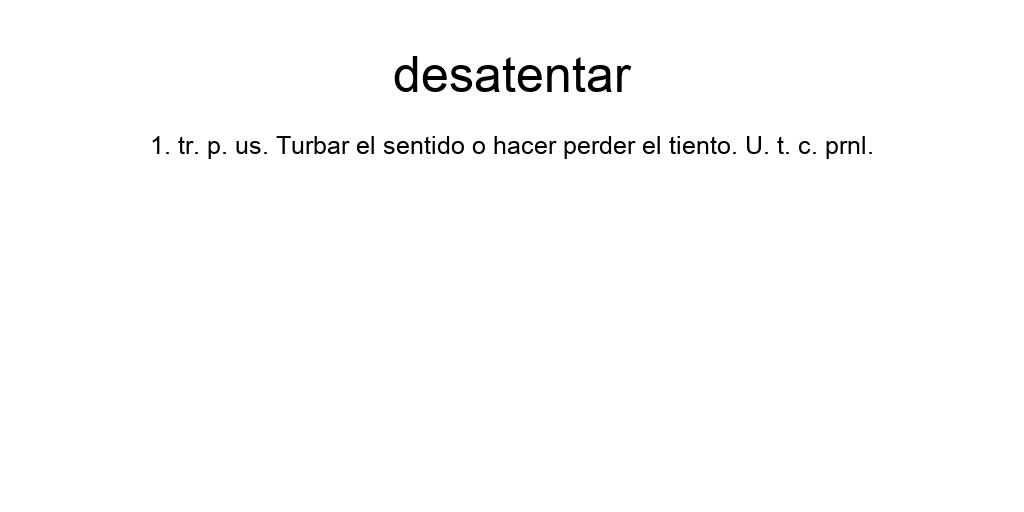 desatentar
1. tr. p. us. Turbar el sentido o hacer perder el tiento. U. t. c. prnl.